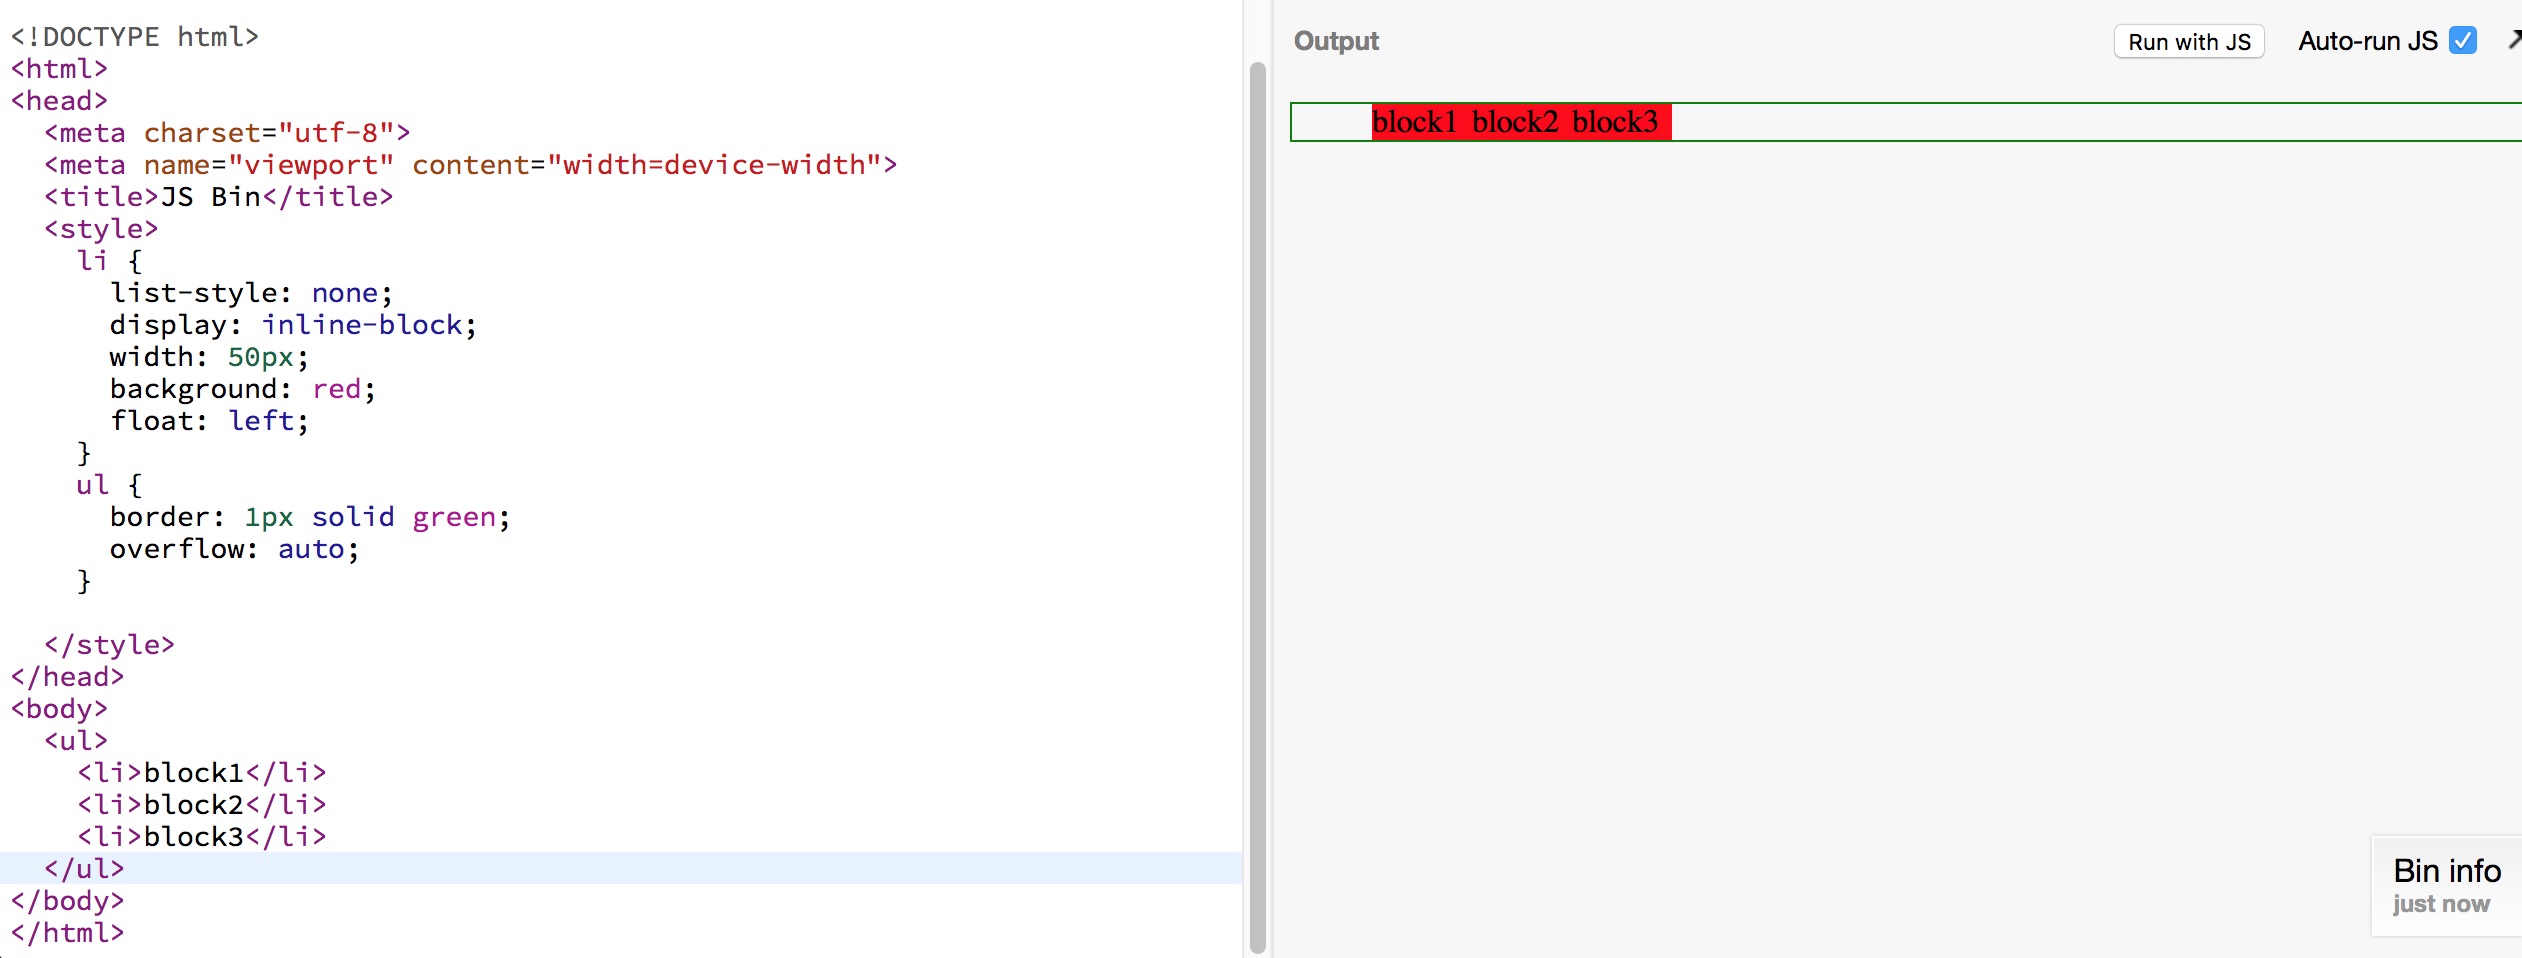 <!DOCTYPE html>
<html>
<head>
  <meta charset="utf-8">
  <meta name="viewport" content="width=device-width">
  <title>JS Bin</title>
  <style>
    li {
      list-style: none;
      display: inline-block;
      width: 50px;
      background: red;
      float: left;
    }
    ul {
      border: 1px solid green;
      overflow: auto;
    }

  </style>
</head>
<body>
  <ul>
    <li>block1</li>
    <li>block2</li>
    <li>block3</li>
  </ul>
</body>
</html>
Output
Run with JS
Auto-run JS
block1 block2 block3
Bin info
just now